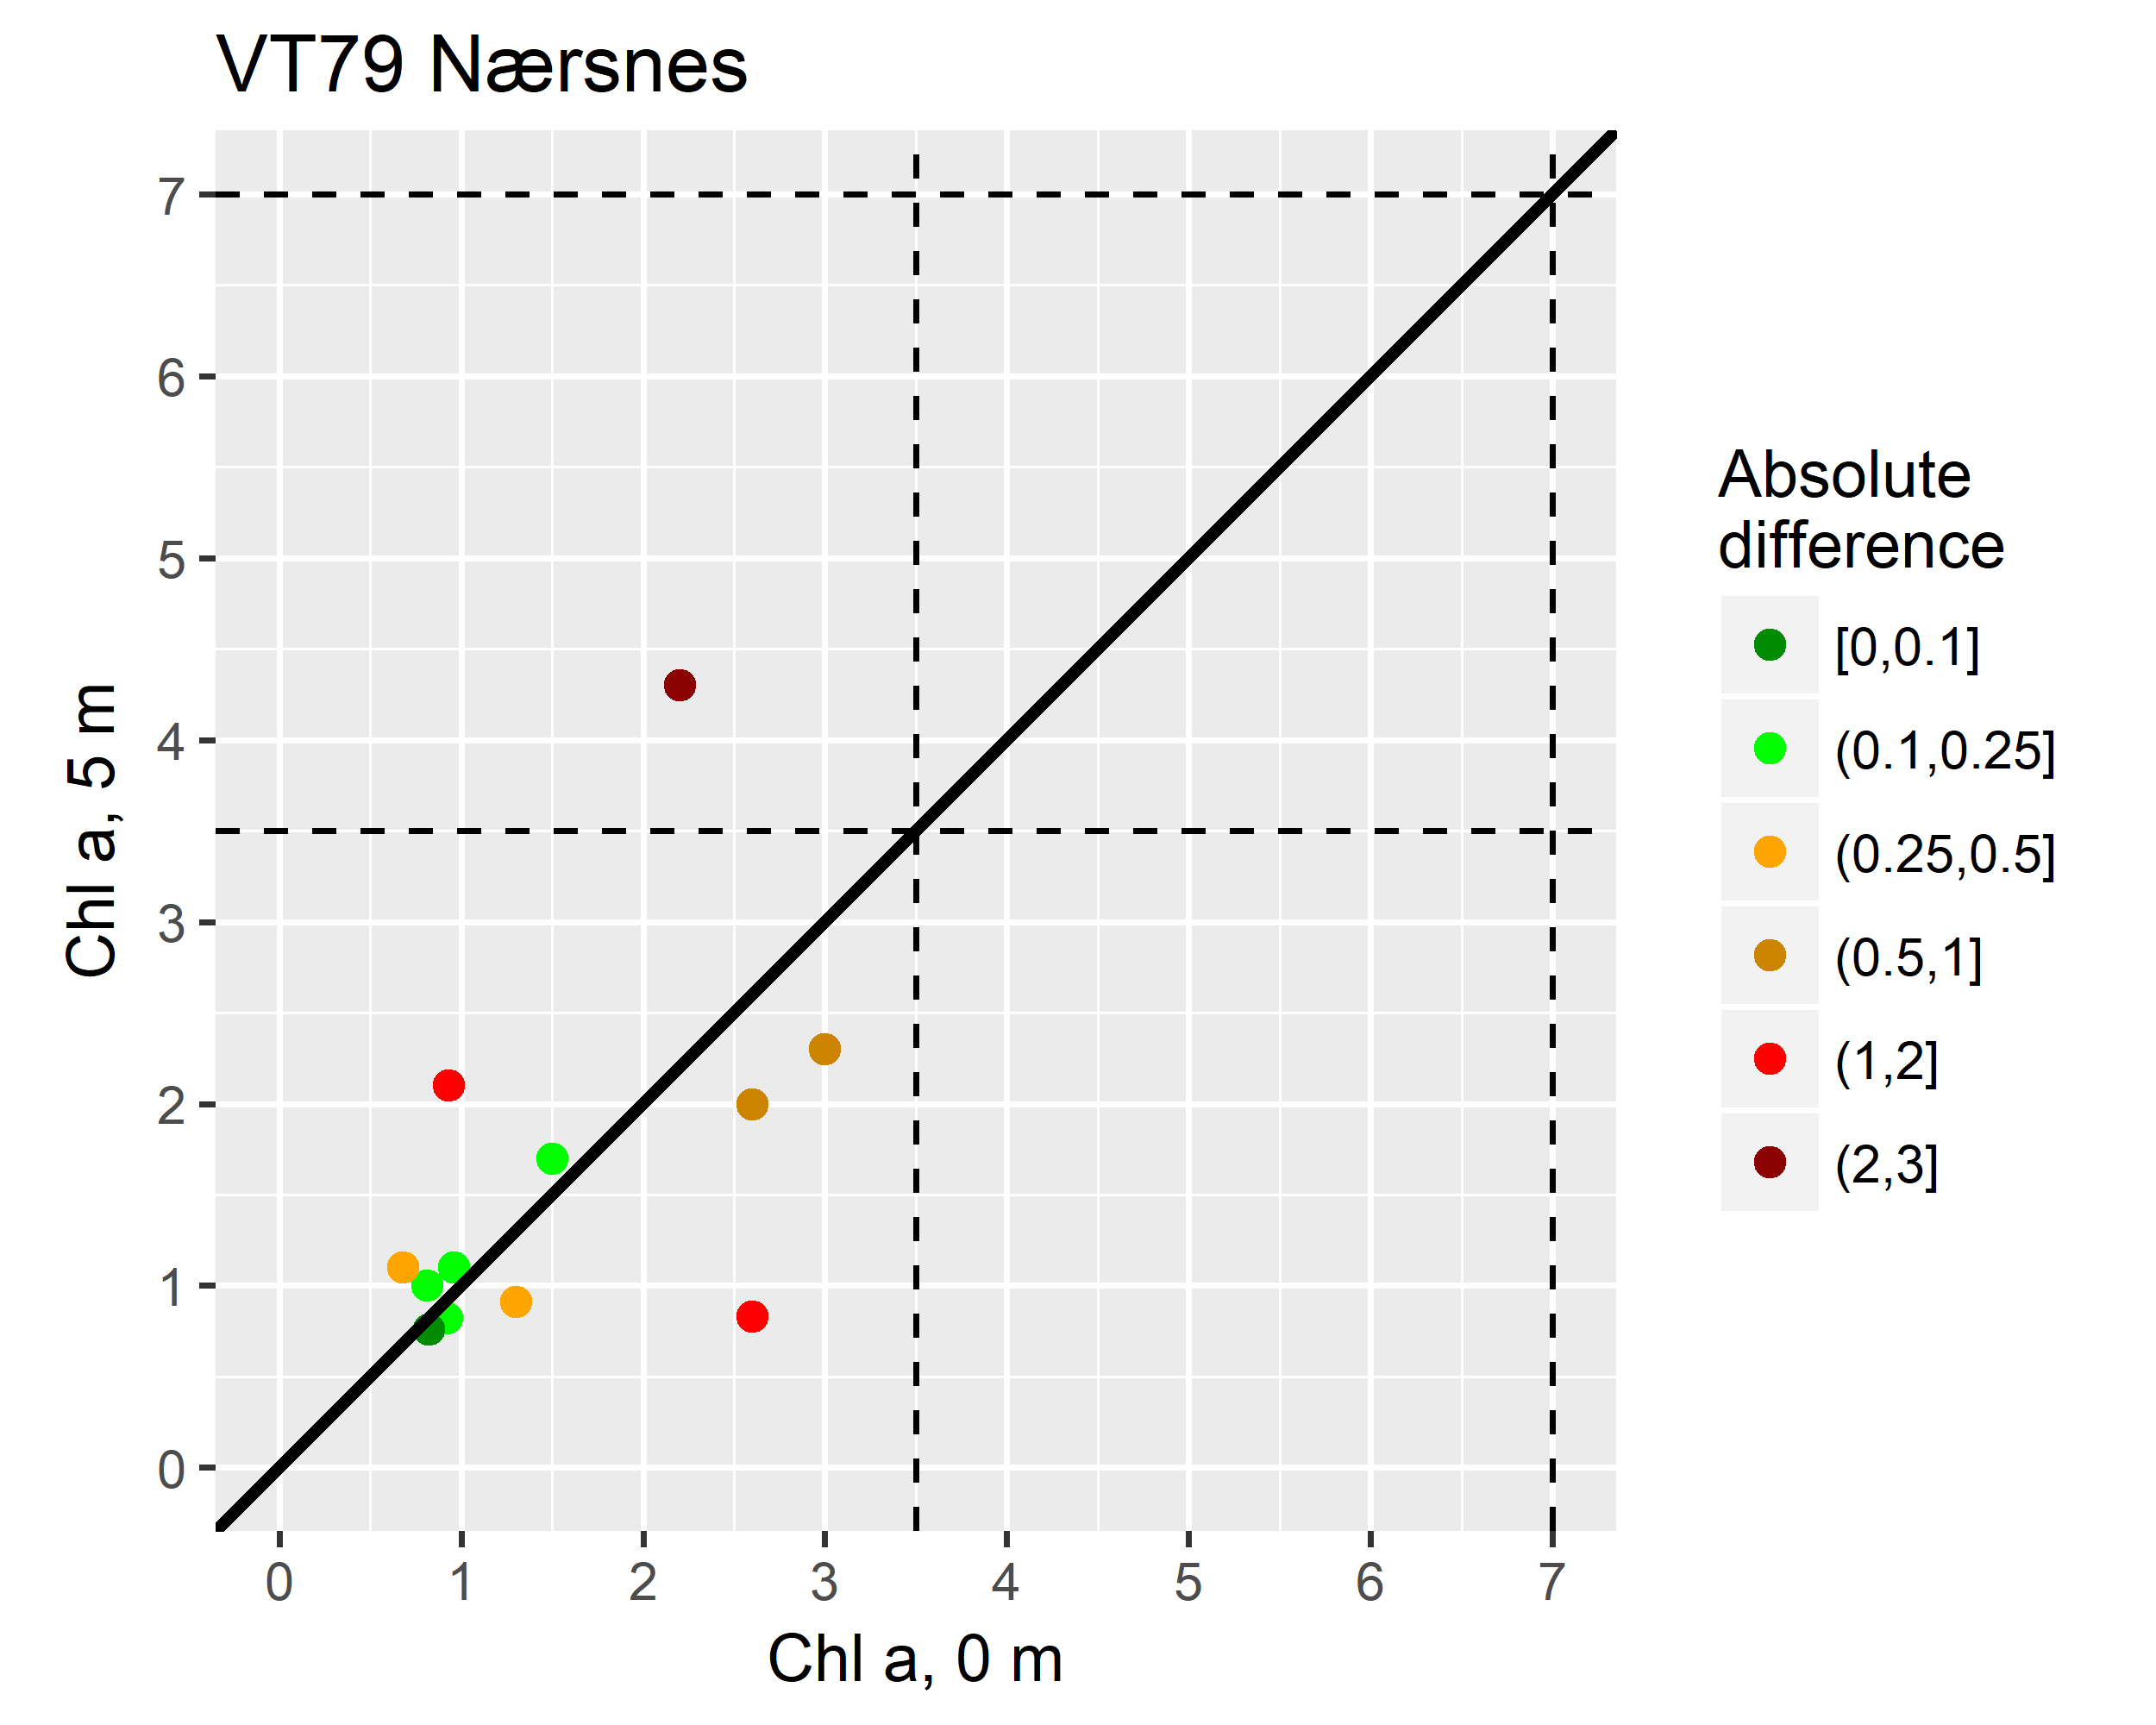 VT79 Nærsnes
7
6
5
4
3
2
1
0
Chl a, 5 m
0 1 2 3 4 5 6 7
Chl a, 0 m
Absolute
difference
[0,0.1]
(0.1,0.25]
(0.25,0.5]
(0.5,1]
(1,2]
(2,3]